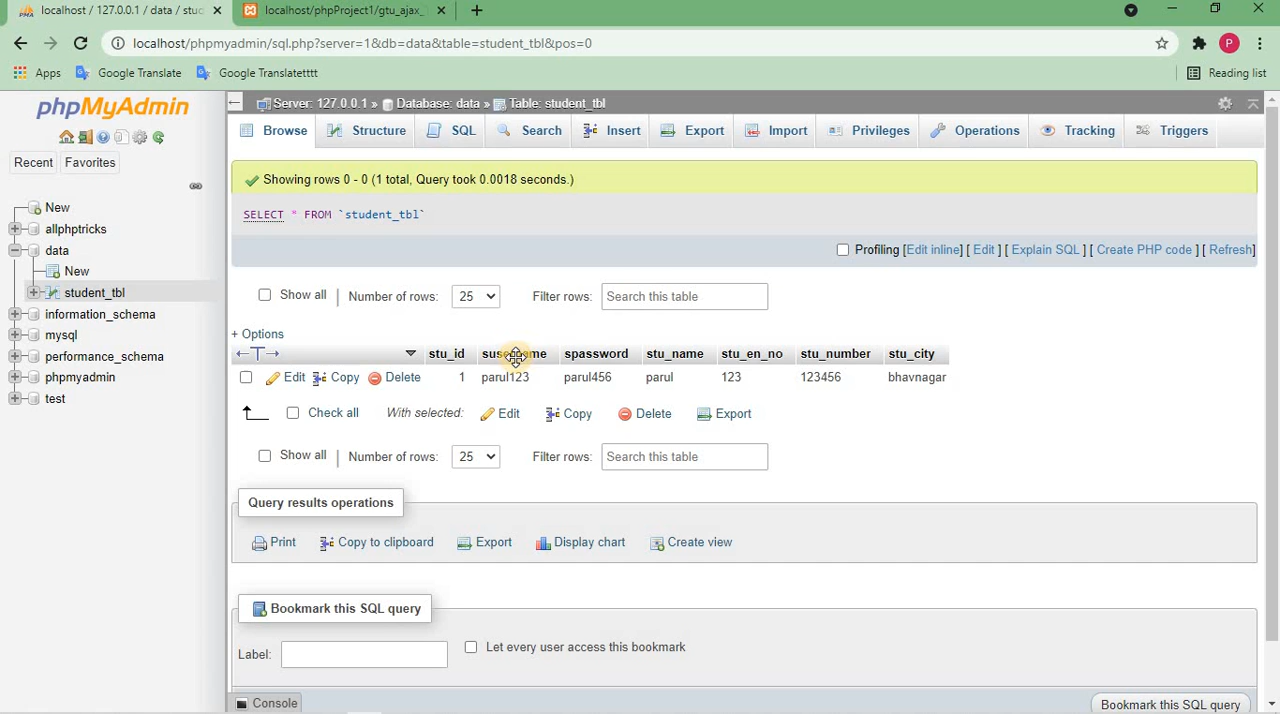 localhost / 127.0.0.1 / data / stuc
localhost/phpProject1/gtu_ajax_
localhost/phpmyadmin/sql.php?server=1&db=data&table=student_tbl&pos=0
P
Apps Google Translate Google Translatetttt Reading list
phpMyAdmin
Recent Favorites
New
allphptricks
data
New
student_tbl
information_schema
mysql
performance_schema
phpmyadmin
test
Server: 127.0.0.1 » Database: data » Table: student_tbl
Browse Structure SQL Search Insert Export Import Privileges Operations Tracking Triggers
Showing rows 0 - 0 (1 total, Query took 0.0018 seconds.)
SELECT * FROM `student_tbl`
Profiling [Edit inline] [ Edit ] [ Explain SQL ] [ Create PHP code ] [ Refresh]
Show all | Number of rows: 25 Filter rows: Search this table
+ Options
←T→ stu_id spassword stu_name stu_en_no stu_number stu_city
Edit Copy Delete 1 parul123 parul456 parul 123 123456 bhavnagar
Check all With selected: Edit Copy Delete Export
Show all | Number of rows: 25 Filter rows: Search this table
Query results operations
Print Copy to clipboard Export Display chart Create view
Bookmark this SQL query
Label: Let every user access this bookmark
Console Bookmark this SQL query